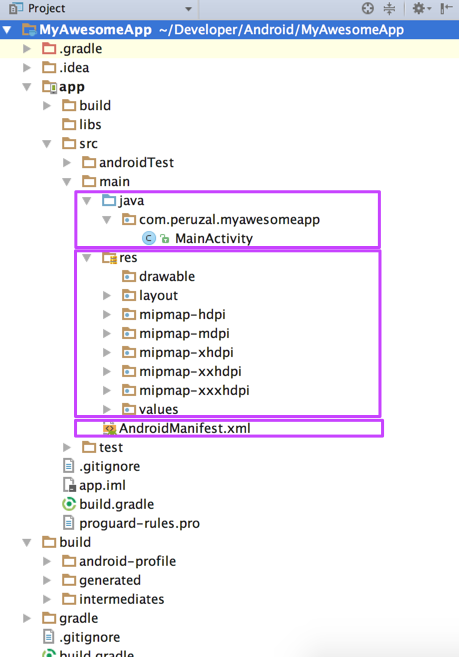 Project
MyAwesomeApp ~/Developer/Android/MyAwesomeApp
.gradle
.idea
app
build
libs
src
androidTest
main
java
com.peruzal.myawesomeapp
MainActivity
res
drawable
layout
mipmap-hdpi
mipmap-mdpi
mipmap-xhdpi
mipmap-xxhdpi
mipmap-xxxhdpi
values
AndroidManifest.xml
test
.gitignore
app.iml
build.gradle
proguard-rules.pro
build
android-profile
generated
intermediates
gradle
.gitignore
build.gradle